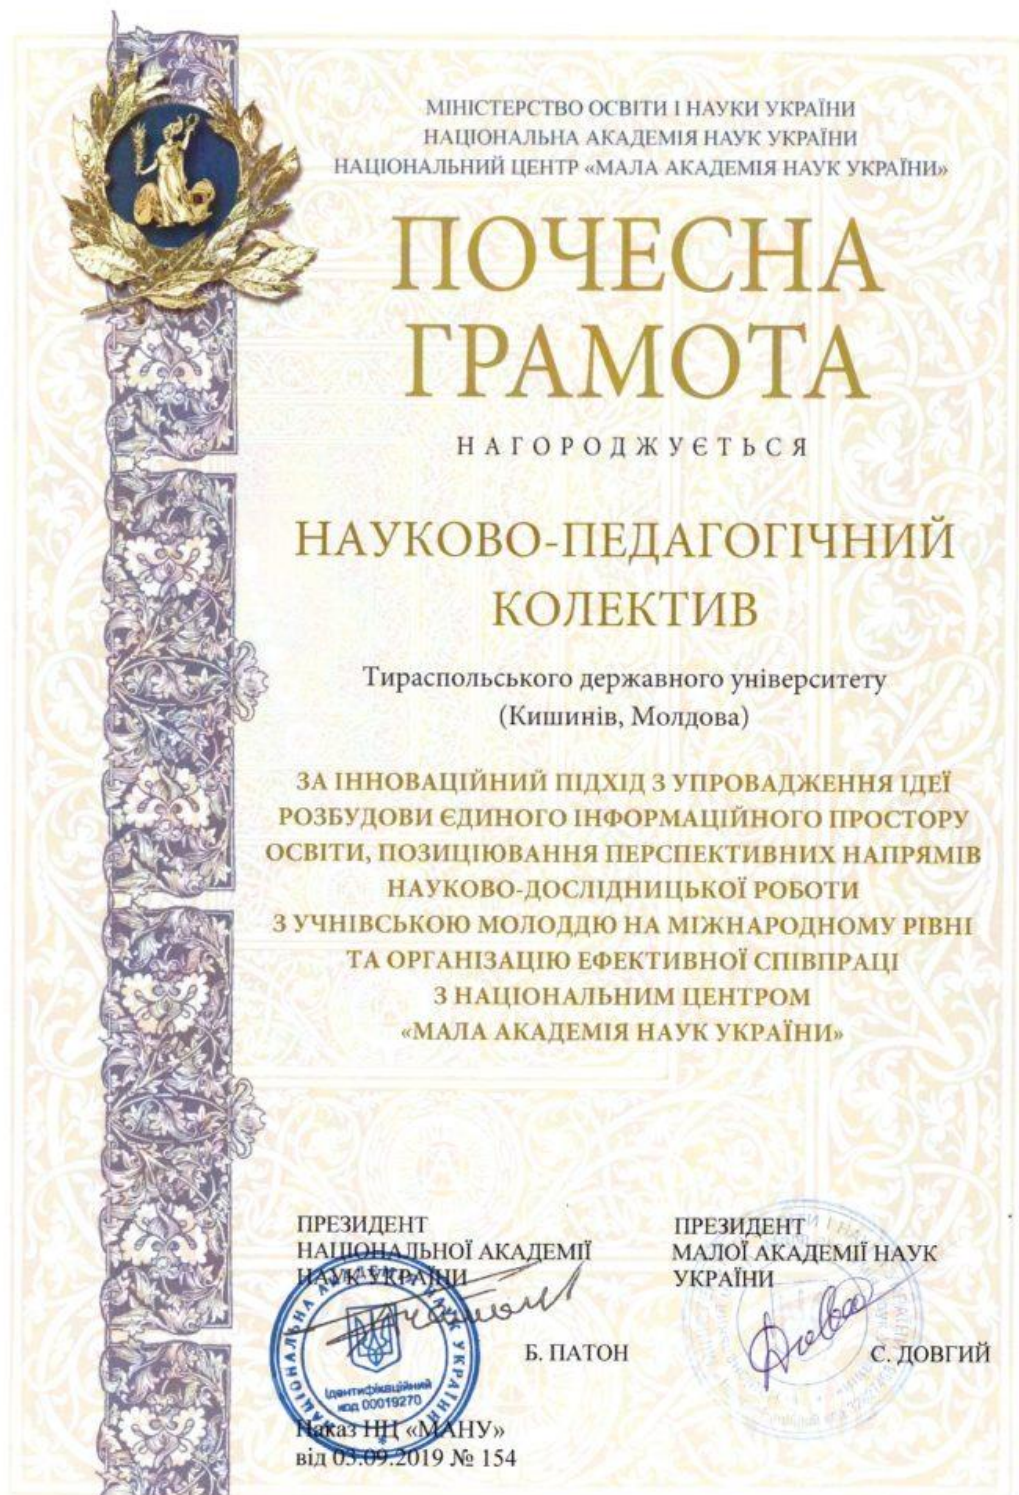 МІНІСТЕРСТВО ОСВІТИ І НАУКИ УКРАЇНИ
НАЦІОНАЛЬНА АКАДЕМІЯ НАУК УКРАЇНИ
НАЦІОНАЛЬНИЙ ЦЕНТР «МАЛА АКАДЕМІЯ НАУК УКРАЇНИ»
ПОЧЕСНА
ГРАМОТА
НАГОРОДЖУЄТЬСЯ
НАУКОВО-ПЕДАГОГІЧНИЙ
КОЛЕКТИВ
Тираспольського державного університету
(Кишинів, Молдова)
ЗА ІННОВАЦІЙНИЙ ПІДХІД З УПРОВАДЖЕННЯ ІДЕЇ
РОЗБУДОВИ ЄДИНОГО ІНФОРМАЦІЙНОГО ПРОСТОРУ
ОСВІТИ, ПОЗИЦІЮВАННЯ ПЕРСПЕКТИВНИХ НАПРЯМІВ
НАУКОВО-ДОСЛІДНИЦЬКОЇ РОБОТИ
З УЧНІВСЬКОЮ МОЛОДДЮ НА МІЖНАРОДНОМУ РІВНІ
ТА ОРГАНІЗАЦІЮ ЕФЕКТИВНОЇ СПІВПРАЦІ
З НАЦІОНАЛЬНИМ ЦЕНТРОМ
«МАЛА АКАДЕМІЯ НАУК УКРАЇНИ»
ПРЕЗИДЕНТ
НАЦІОНАЛЬНОЇ АКАДЕМІЇ
НАУК УКРАЇНИ
Б. ПАТОН
ПРЕЗИДЕНТ
МАЛОЇ АКАДЕМІЇ НАУК
УКРАЇНИ
С. ДОВГИЙ
НАЦІОНАЛЬНА АКАДЕМІЯ НАУК УКРАЇНИ
Ідентифікаційний
код 00019270
Наказ НЦ «МАНУ»
від 03.09.2019 № 154